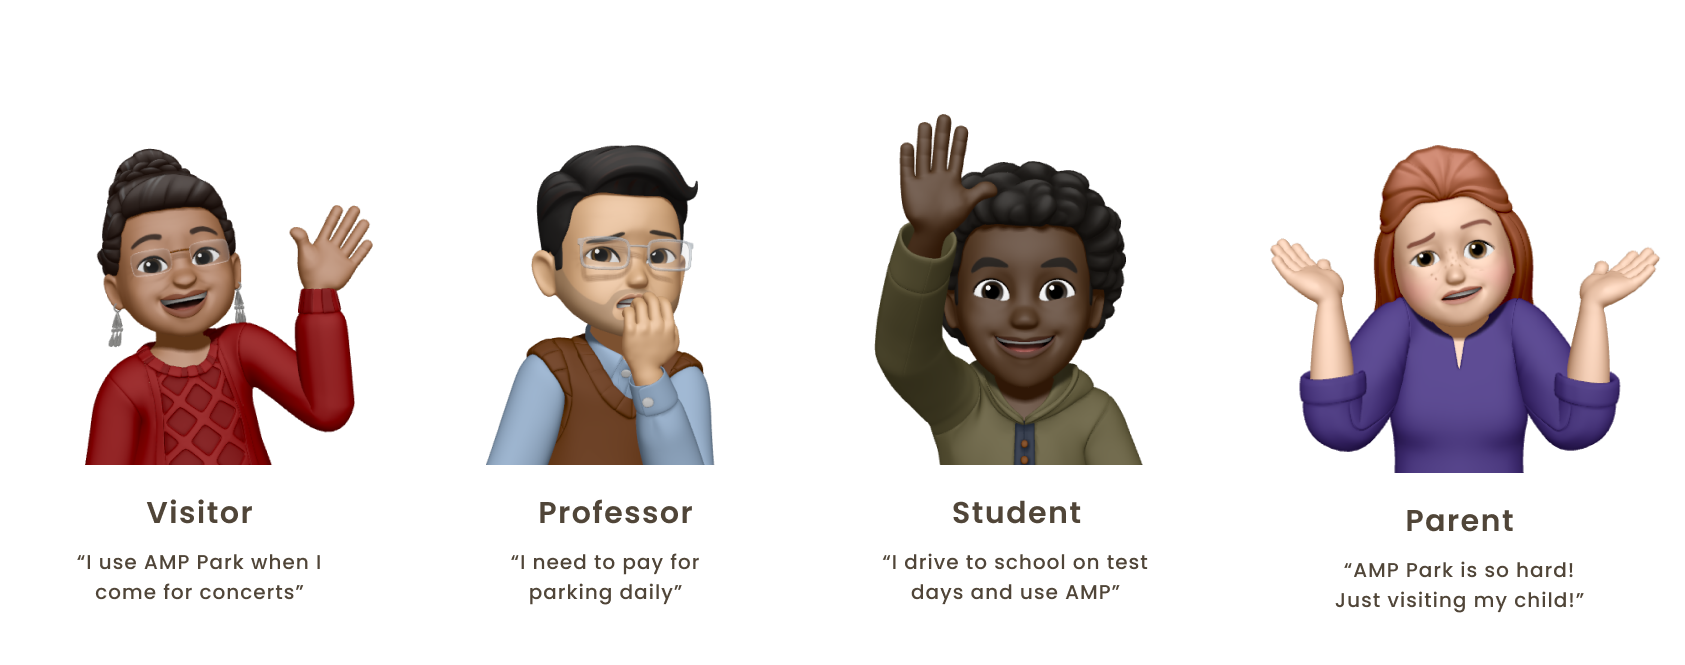 Visitor
“I use AMP Park when I
come for concerts”
Professor
“I need to pay for
parking daily”
Student
“I drive to school on test
days and use AMP”
Parent
“AMP Park is so hard!
Just visiting my child!”